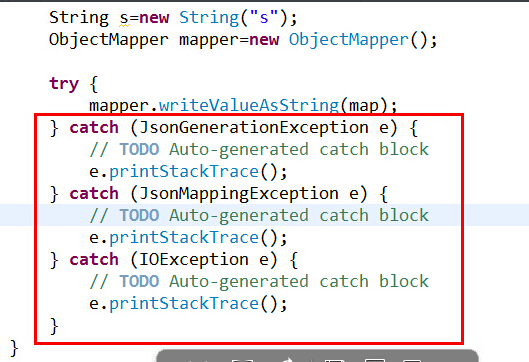 String s=new String("s");
ObjectMapper mapper=new ObjectMapper();
try {
mapper.writeValueAsString(map);
} catch (JsonGenerationException e) {
// TODO Auto-generated catch block
e.printStackTrace();
} catch (JsonMappingException e) {
// TODO Auto-generated catch block
e.printStackTrace();
} catch (IOException e) {
// TODO Auto-generated catch block
e.printStackTrace();
}
}